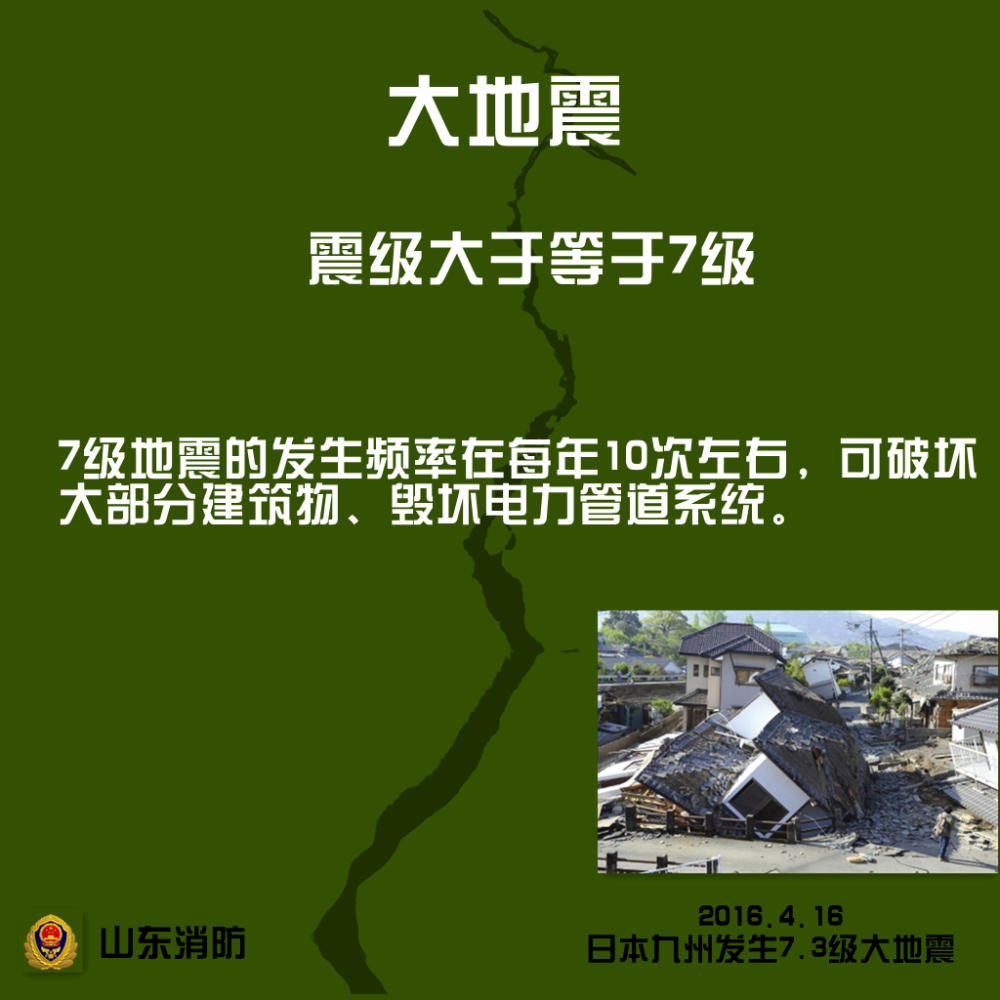 大地震
震级大于等于7级
7级地震的发生频率在每年10次左右，可破坏
大部分建筑物、毁坏电力管道系统。
山东消防
2016.4.16
日本九州发生7.3级大地震